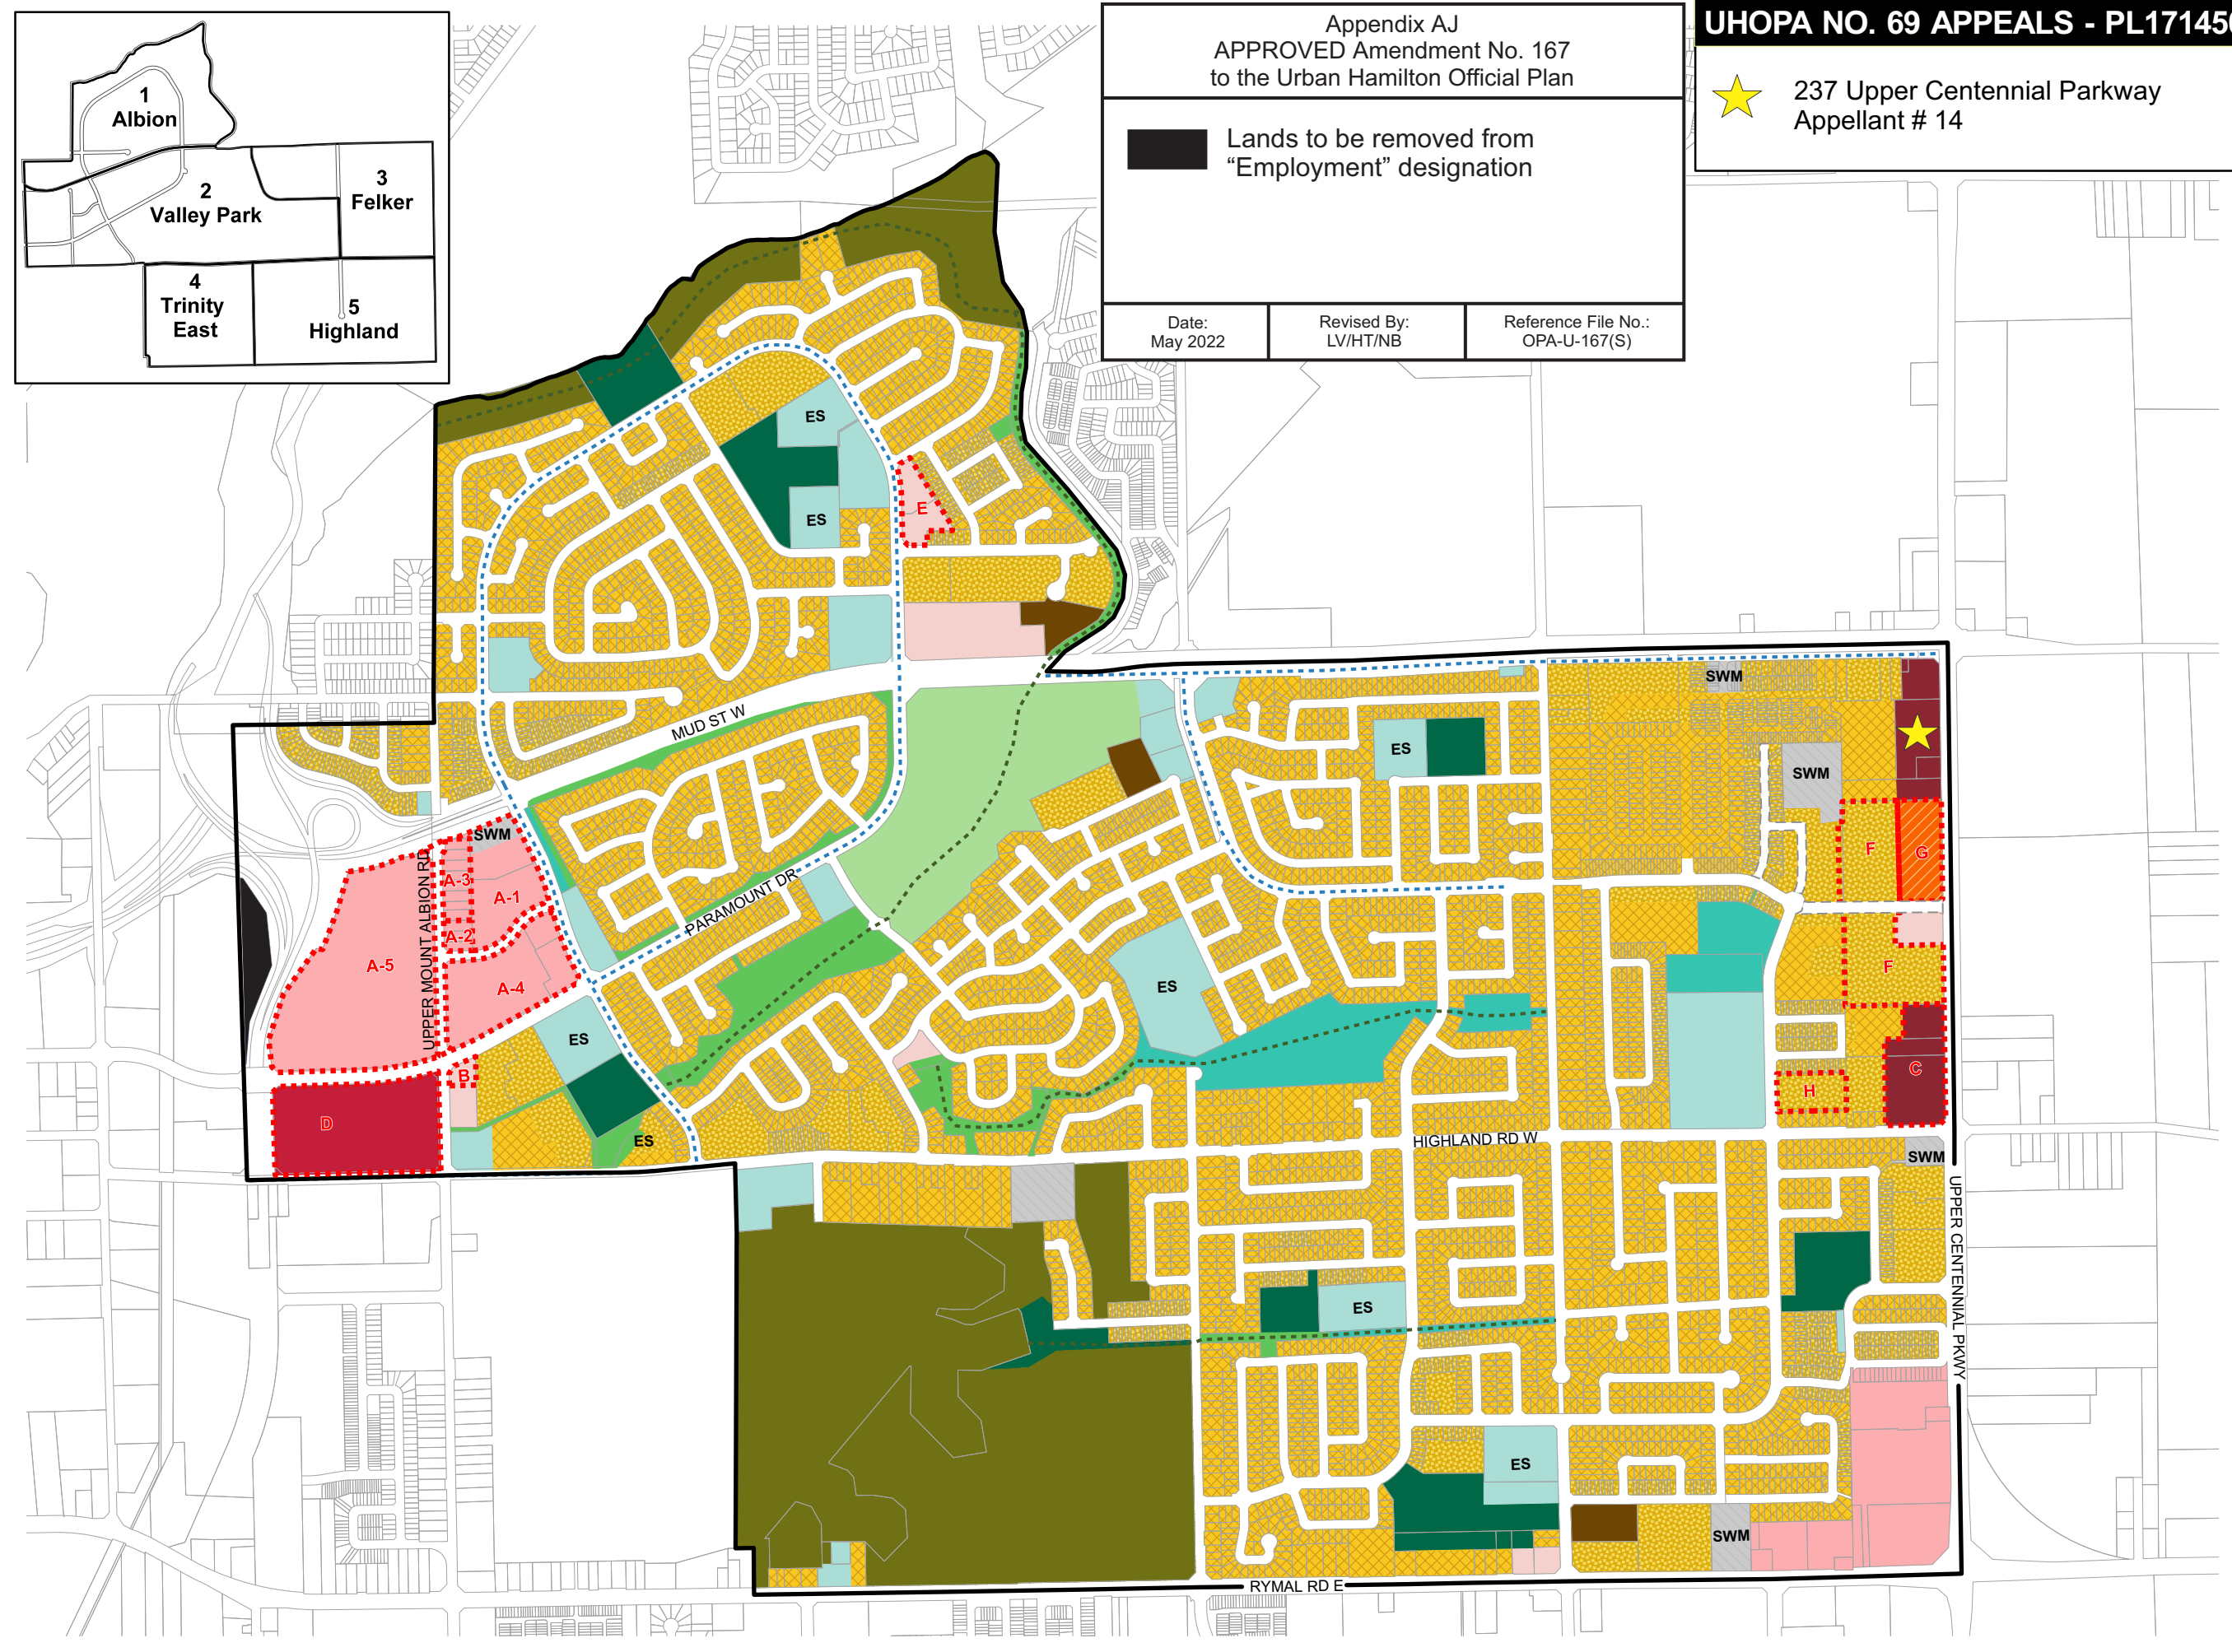 1
Albion
2
Valley Park
3
Felker
4
Trinity
East
5
Highland
Appendix AJ
APPROVED Amendment No. 167
to the Urban Hamilton Official Plan
Lands to be removed from
“Employment” designation
Date:
May 2022
Revised By:
LV/HT/NB
Reference File No.:
OPA-U-167(S)
UHOPA NO. 69 APPEALS - PL171450
237 Upper Centennial Parkway
Appellant # 14
ES
ES
E
MUD ST W
SWM
SWM
ES
SWM
A-3
A-1
A-2
A-5
A-4
UPPER MOUNT ALBION RD
PARAMOUNT DR
F
G
F
ES
ES
B
C
H
D
ES
HIGHLAND RD W
SWM
UPPER CENTENNIAL PKWY
ES
ES
SWM
RYMAL RD E